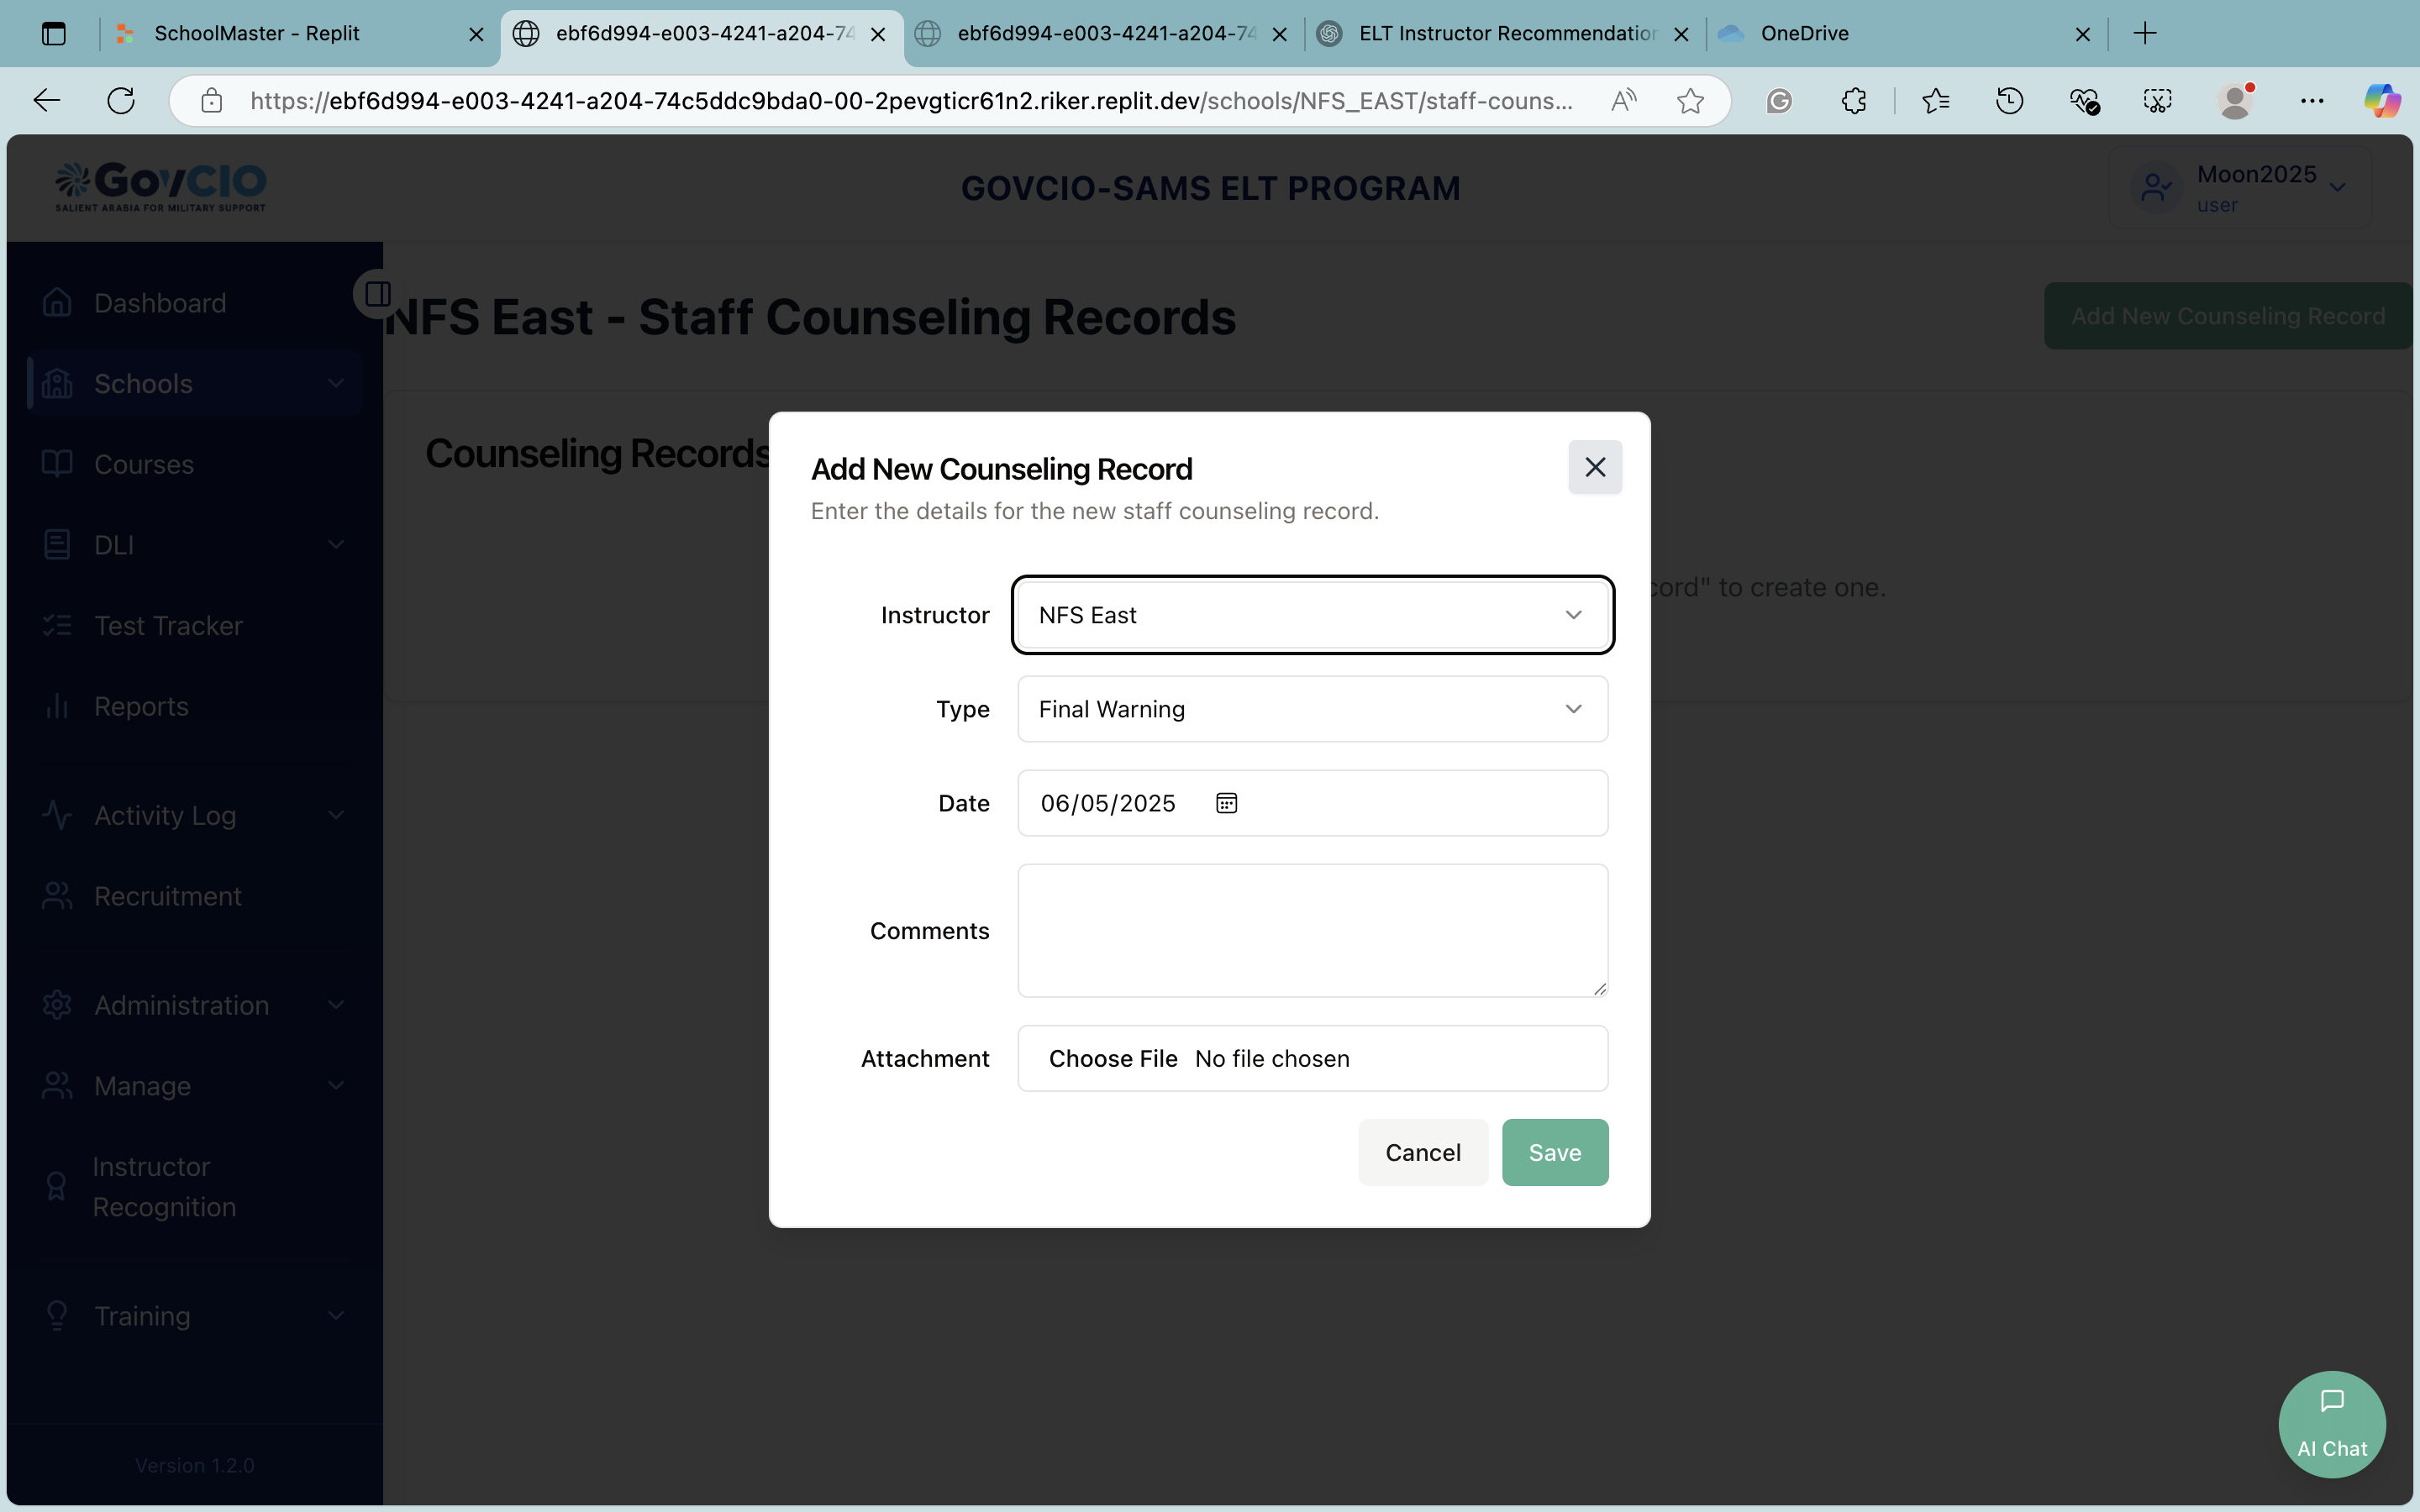 SchoolMaster - Replit
ebf6d994-e003-4241-a204-74
ebf6d994-e003-4241-a204-74
ELT Instructor Recommendation
OneDrive
https://ebf6d994-e003-4241-a204-74c5ddc9bda0-00-2pevgticr61n2.riker.replit.dev/schools/NFS_EAST/staff-couns...
GovCIO
SALIENT ARABIA FOR MILITARY SUPPORT
GOVCIO-SAMS ELT PROGRAM
Moon2025
user
Dashboard
Schools
Courses
DLI
Test Tracker
Reports
Activity Log
Recruitment
Administration
Manage
Instructor
Recognition
Training
Version 1.2.0
NFS East - Staff Counseling Records
Add New Counseling Record
Counseling Records
cord" to create one.
Add New Counseling Record
Enter the details for the new staff counseling record.
Instructor
NFS East
Type
Final Warning
Date
06/05/2025
Comments
Attachment
Choose File No file chosen
Cancel
Save
AI Chat